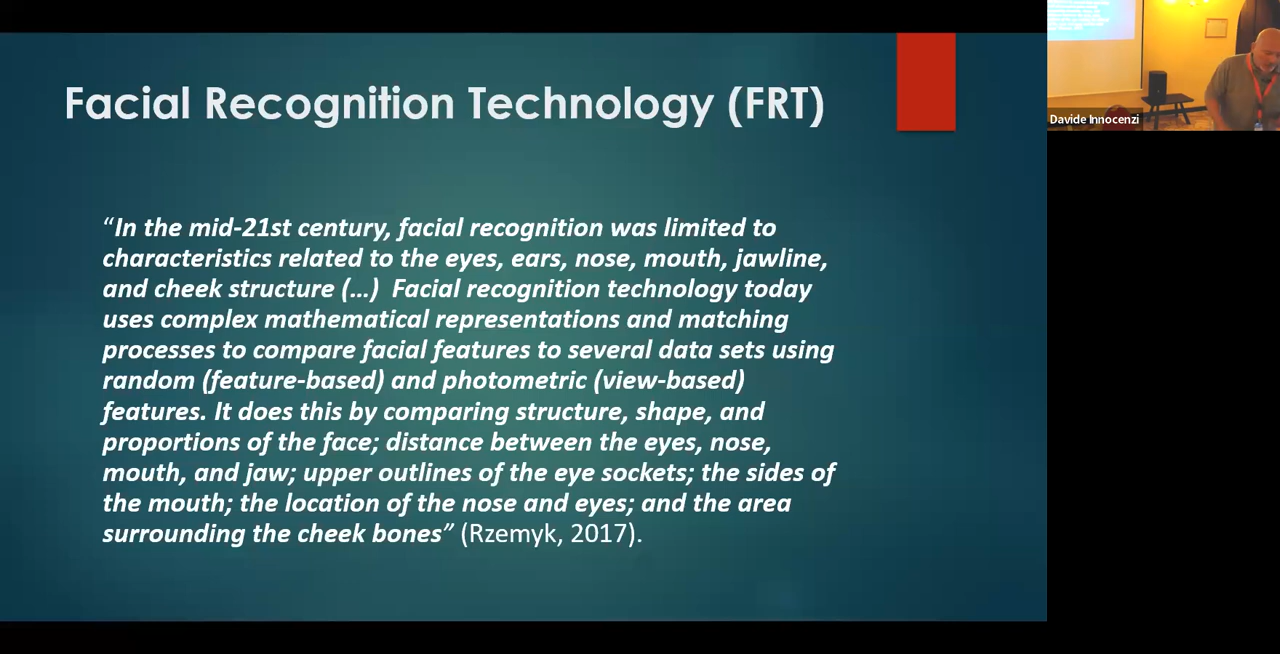 Facial Recognition Technology (FRT)
“In the mid-21st century, facial recognition was limited to
characteristics related to the eyes, ears, nose, mouth, jawline,
and cheek structure (…)  Facial recognition technology today
uses complex mathematical representations and matching
processes to compare facial features to several data sets using
random (feature-based) and photometric (view-based)
features. It does this by comparing structure, shape, and
proportions of the face; distance between the eyes, nose,
mouth, and jaw; upper outlines of the eye sockets; the sides of
the mouth; the location of the nose and eyes; and the area
surrounding the cheek bones” (Rzemyk, 2017).
Davide Innocenzi